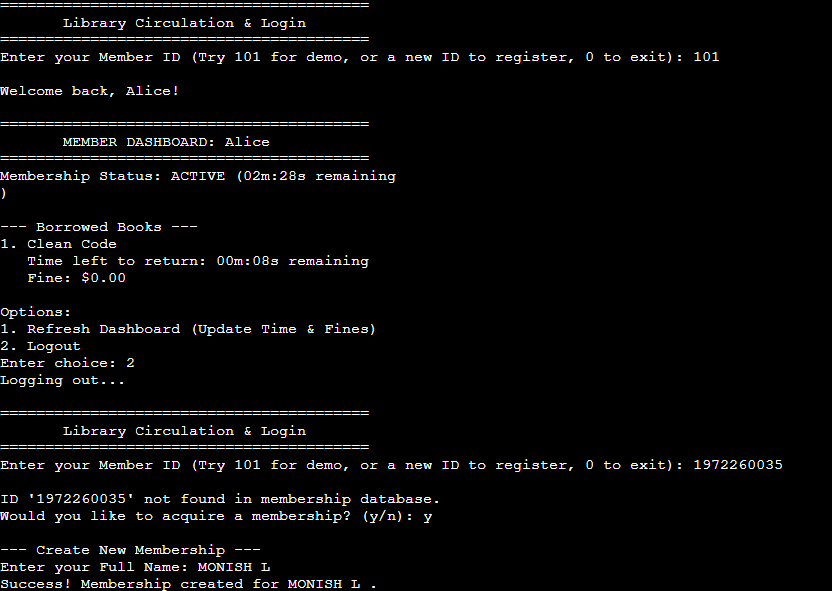 =========================================
       Library Circulation & Login
=========================================
Enter your Member ID (Try 101 for demo, or a new ID to register, 0 to exit): 101

Welcome back, Alice!

=========================================
       MEMBER DASHBOARD: Alice
=========================================
Membership Status: ACTIVE (02m:28s remaining
)

--- Borrowed Books ---
1. Clean Code
   Time left to return: 00m:08s remaining
   Fine: $0.00

Options:
1. Refresh Dashboard (Update Time & Fines)
2. Logout
Enter choice: 2
Logging out...

=========================================
       Library Circulation & Login
=========================================
Enter your Member ID (Try 101 for demo, or a new ID to register, 0 to exit): 1972260035

ID '1972260035' not found in membership database.
Would you like to acquire a membership? (y/n): y

--- Create New Membership ---
Enter your Full Name: MONISH L
Success! Membership created for MONISH L .